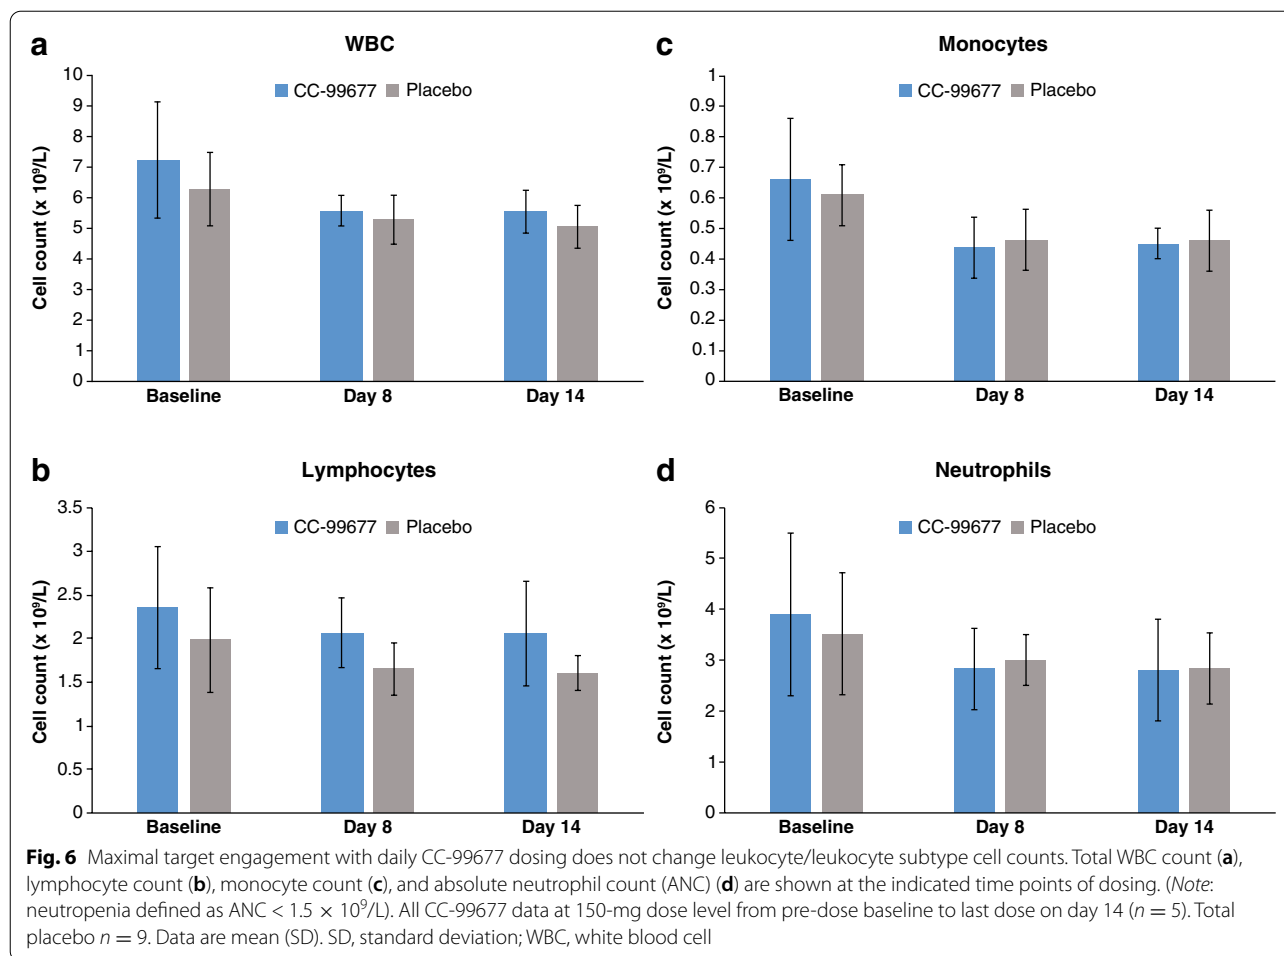 a
WBC
CC-99677 Placebo
Cell count (x 10⁹/L)
10
9
8
7
6
5
4
3
2
1
0
Baseline Day 8 Day 14
c
Monocytes
CC-99677 Placebo
Cell count (x 10⁹/L)
1
0.9
0.8
0.7
0.6
0.5
0.4
0.3
0.2
0.1
0
Baseline Day 8 Day 14
b
Lymphocytes
CC-99677 Placebo
Cell count (x 10⁹/L)
3.5
3
2.5
2
1.5
1
0.5
0
Baseline Day 8 Day 14
d
Neutrophils
CC-99677 Placebo
Cell count (x 10⁹/L)
6
5
4
3
2
1
0
Baseline Day 8 Day 14
Fig. 6 Maximal target engagement with daily CC-99677 dosing does not change leukocyte/leukocyte subtype cell counts. Total WBC count (a),
lymphocyte count (b), monocyte count (c), and absolute neutrophil count (ANC) (d) are shown at the indicated time points of dosing. (Note:
neutropenia defined as ANC < 1.5 × 10⁹/L). All CC-99677 data at 150-mg dose level from pre-dose baseline to last dose on day 14 (n = 5). Total
placebo n = 9. Data are mean (SD). SD, standard deviation; WBC, white blood cell